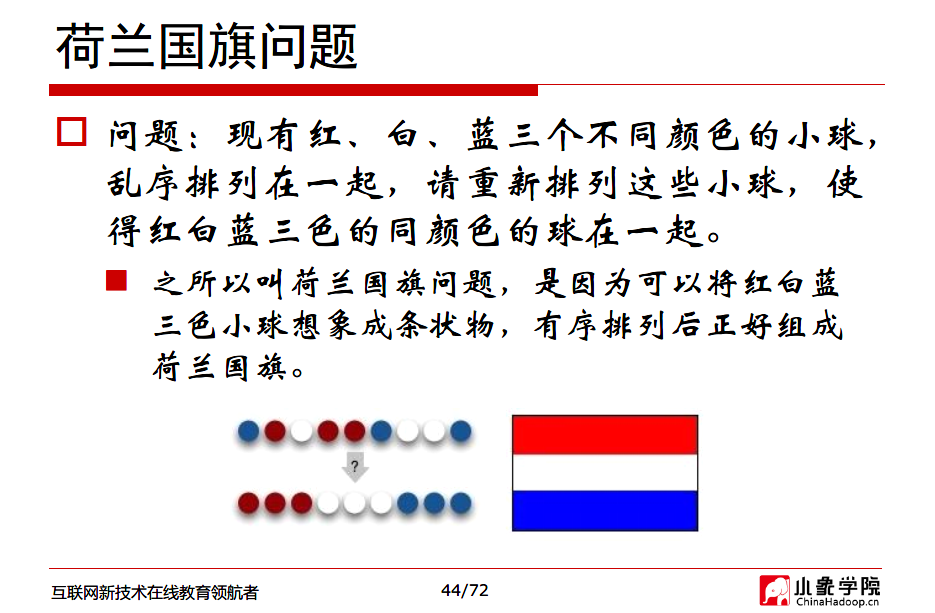 荷兰国旗问题
问题：现有红、白、蓝三个不同颜色的小球，
乱序排列在一起，请重新排列这些小球，使
得红白蓝三色的同颜色的球在一起。
之所以叫荷兰国旗问题，是因为可以将红白蓝
三色小球想象成条状物，有序排列后正好组成
荷兰国旗。
?
互联网新技术在线教育领航者
44/72
小象学院
ChinaHadoop.cn